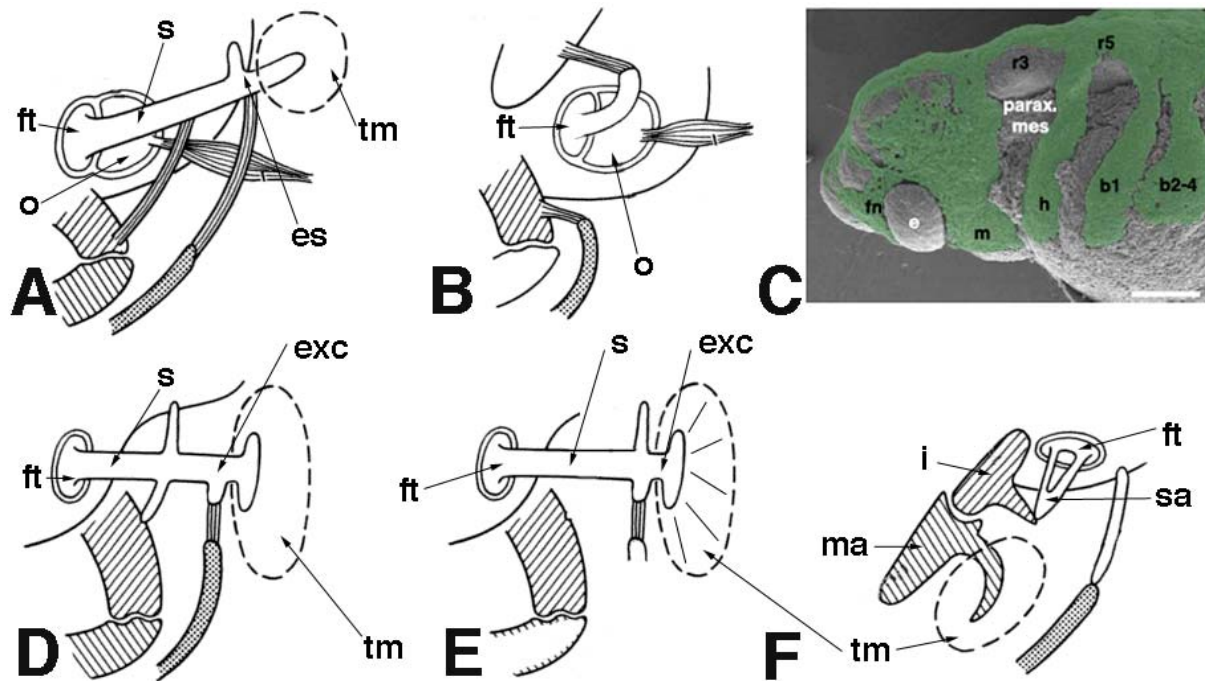 s
ft
tm
o
es
A
ft
o
B
r5
r3
parax.
mes
b1
b2-4
h
fn
e
m
C
exc
s
ft
tm
D
s
exc
ft
tm
E
ft
i
sa
ma
F